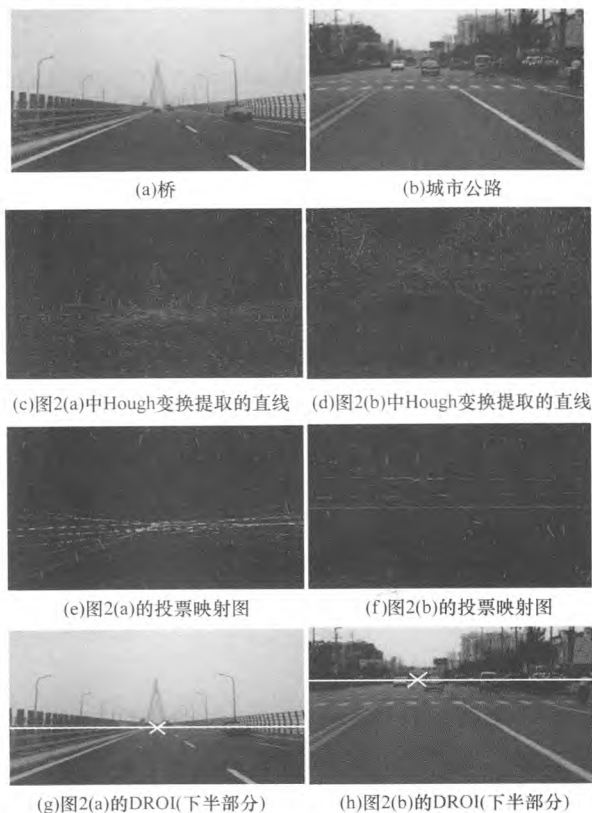 (a)桥
(b)城市公路
(c)图2(a)中Hough变换提取的直线
(d)图2(b)中Hough变换提取的直线
(e)图2(a)的投票映射图
(f)图2(b)的投票映射图
(g)图2(a)的DROI(下半部分)
(h)图2(b)的DROI(下半部分)